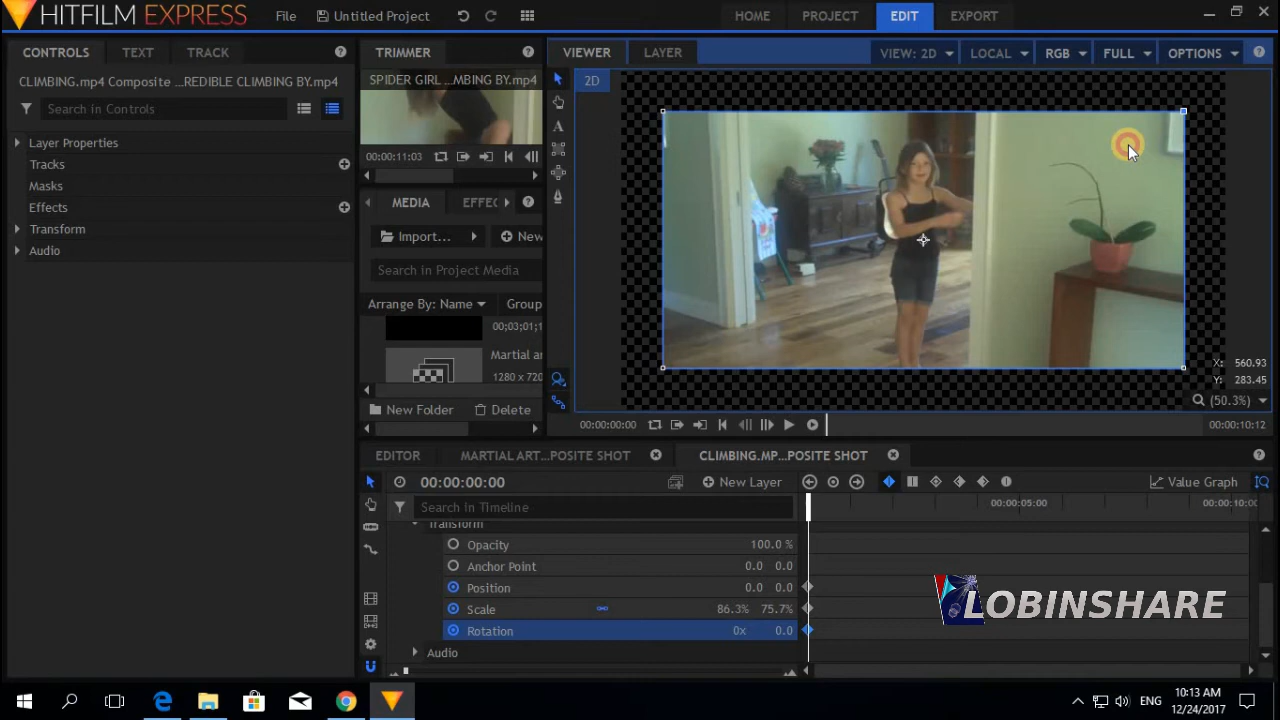 HITFILM EXPRESS
File
Untitled Project
HOME
PROJECT
EDIT
EXPORT
CONTROLS
TEXT
TRACK
TRIMMER
VIEWER
LAYER
VIEW: 2D
LOCAL
RGB
FULL
OPTIONS
CLIMBING.mp4 Composite ...REDIBLE CLIMBING BY.mp4
SPIDER GIRL ...MBING BY.mp4
2D
Search in Controls
Layer Properties
Tracks
Masks
Effects
Transform
Audio
00:00:11:03
MEDIA
EFFEC
Import...
New
Search in Project Media
Arrange By: Name
Group
00;03;01;1
Martial ar
1280 x 720
New Folder
Delete
X: 560.93
Y: 283.45
(50.3%)
00:00:00:00
00:00:10:12
EDITOR
MARTIAL ART...POSITE SHOT
CLIMBING.MP...POSITE SHOT
00:00:00:00
New Layer
Value Graph
Search in Timeline
00:00:05:00
00:00:10:0
Transform
Opacity 100.0 %
Anchor Point 0.0 0.0
Position 0.0 0.0
Scale 86.3% 75.7%
Rotation 0x 0.0
Audio
LOBINSHARE
ENG
10:13 AM
12/24/2017